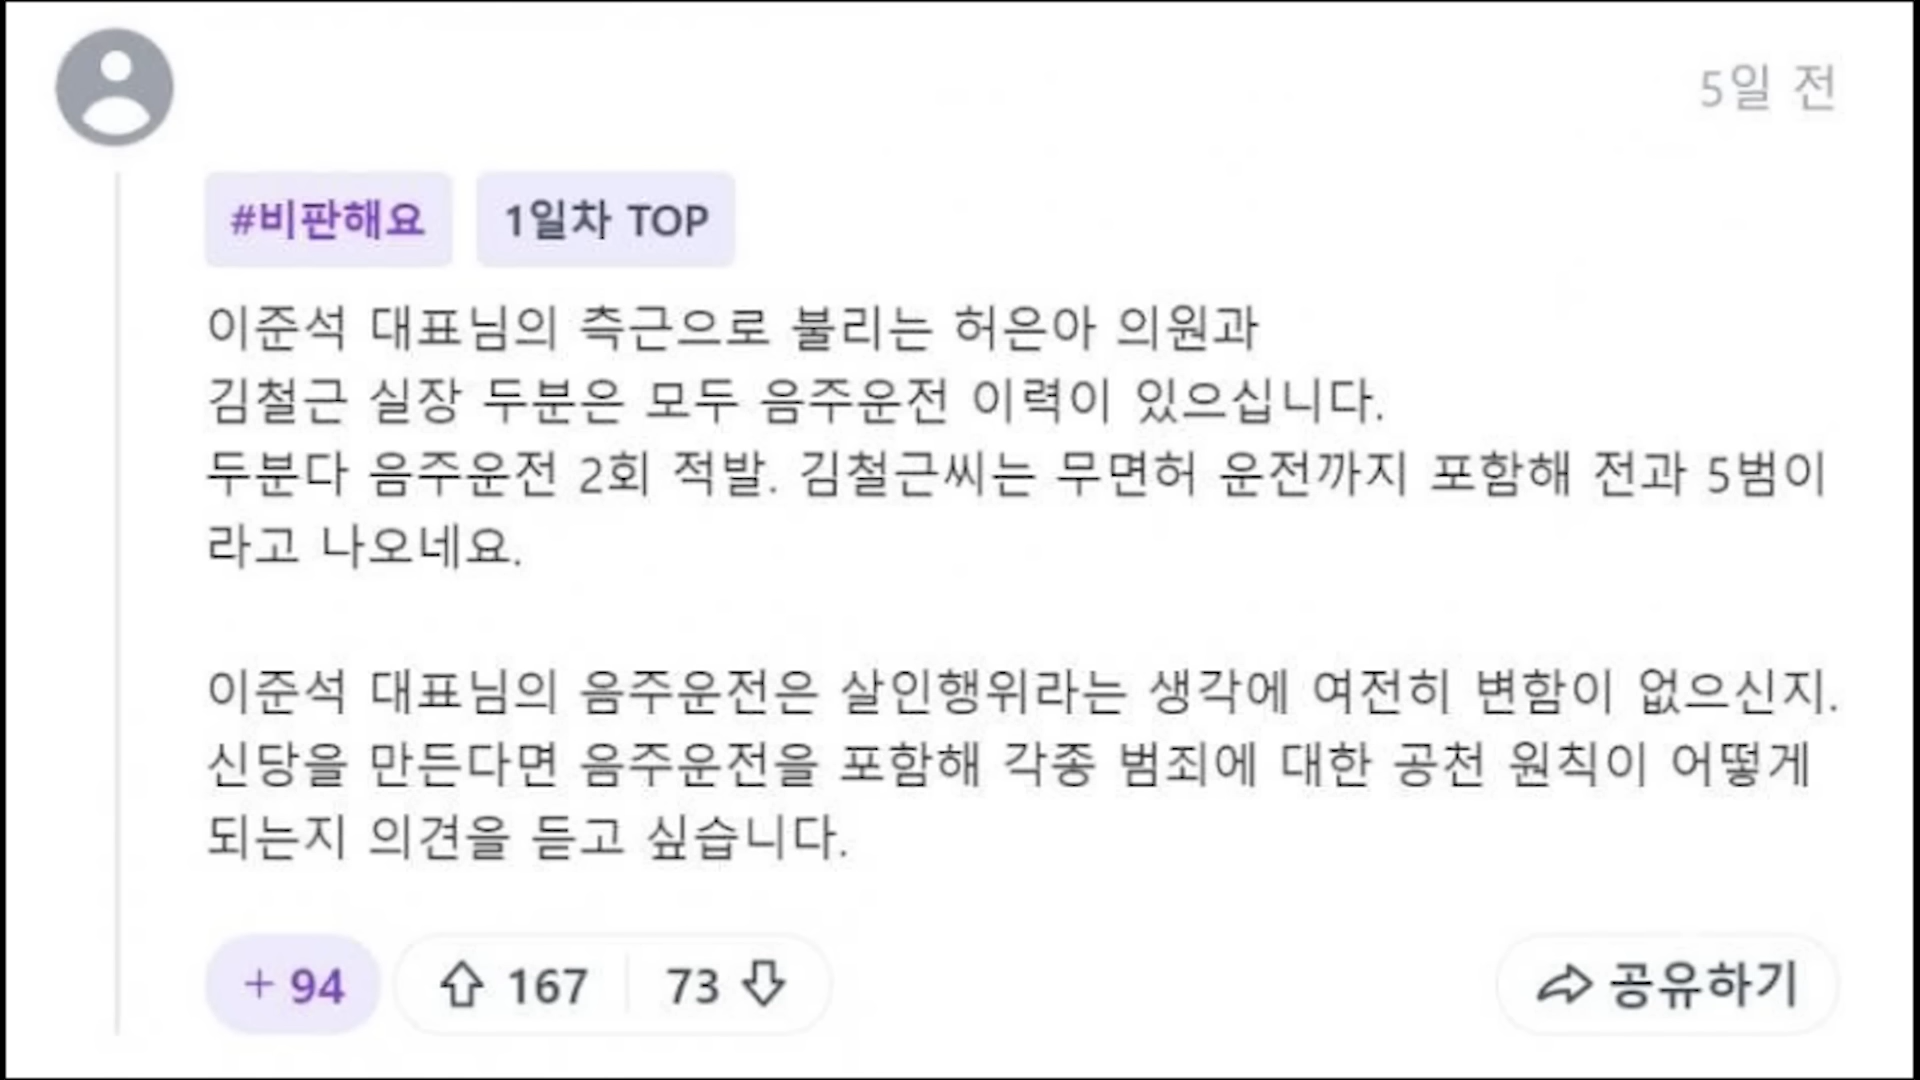 5일 전
#비판해요 1일차 TOP
이준석 대표님의 측근으로 불리는 허은아 의원과
김철근 실장 두분은 모두 음주운전 이력이 있으십니다.
두분다 음주운전 2회 적발. 김철근씨는 무면허 운전까지 포함해 전과 5범이
라고 나오네요.
이준석 대표님의 음주운전은 살인행위라는 생각에 여전히 변함이 없으신지.
신당을 만든다면 음주운전을 포함해 각종 범죄에 대한 공천 원칙이 어떻게
되는지 의견을 듣고 싶습니다.
+ 94 167 73 공유하기